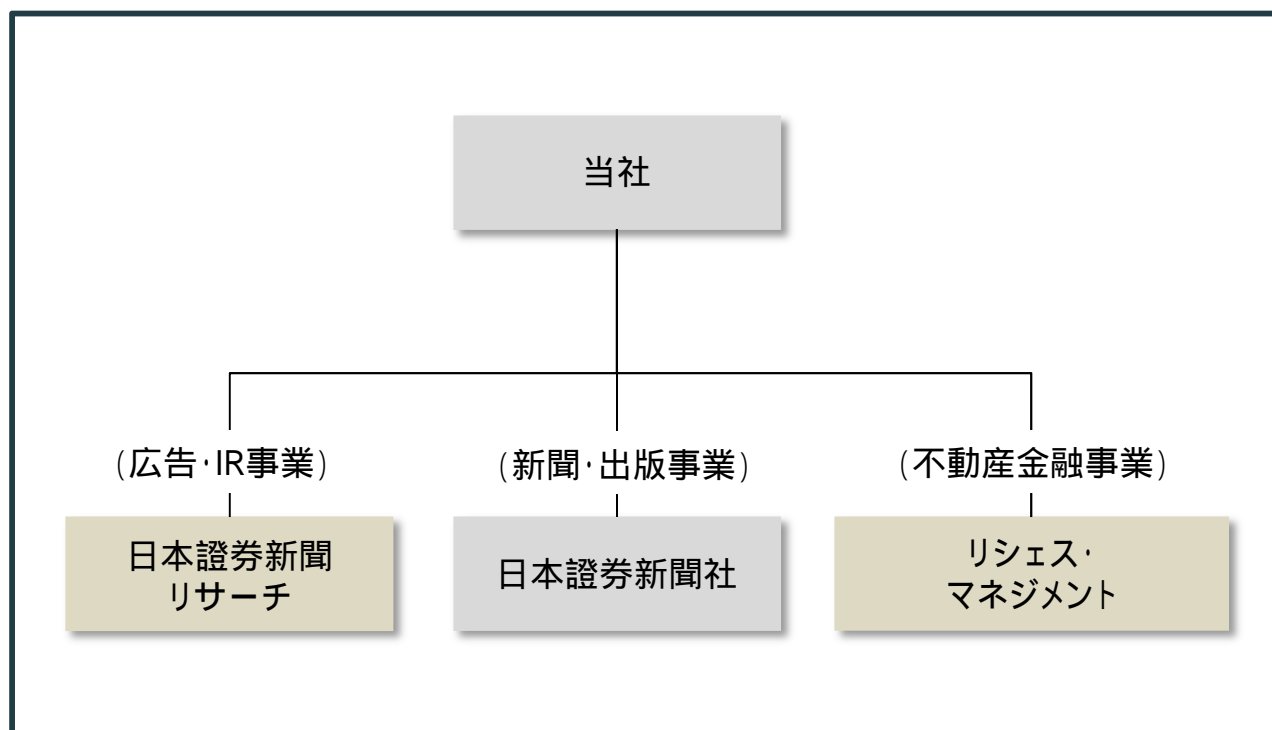 当社
(広告・IR事業)
(新聞・出版事業)
(不動産金融事業)
日本證券新聞
リサーチ
日本證券新聞社
リシェス・
マネジメント